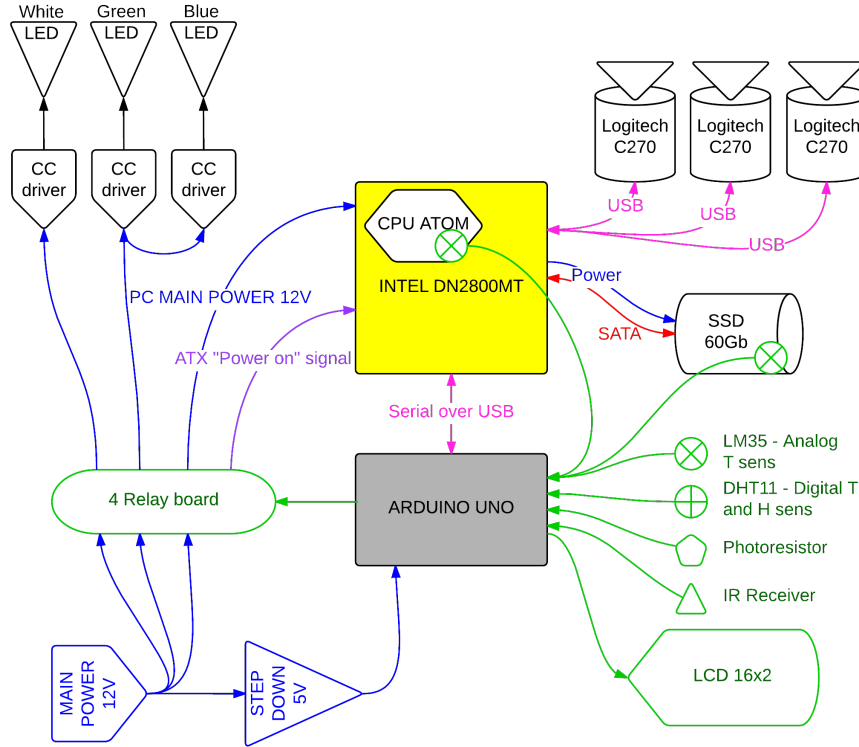 White
LED
Green
LED
Blue
LED
CC
driver
CC
driver
CC
driver
Logitech
C270
Logitech
C270
Logitech
C270
USB
USB
USB
CPU ATOM
INTEL DN2800MT
Power
SATA
SSD
60Gb
PC MAIN POWER 12V
ATX "Power on" signal
Serial over USB
4 Relay board
ARDUINO UNO
LM35 - Analog
T sens
DHT11 - Digital T
and H sens
Photoresistor
IR Receiver
LCD 16x2
MAIN
POWER
12V
STEP
DOWN
5V